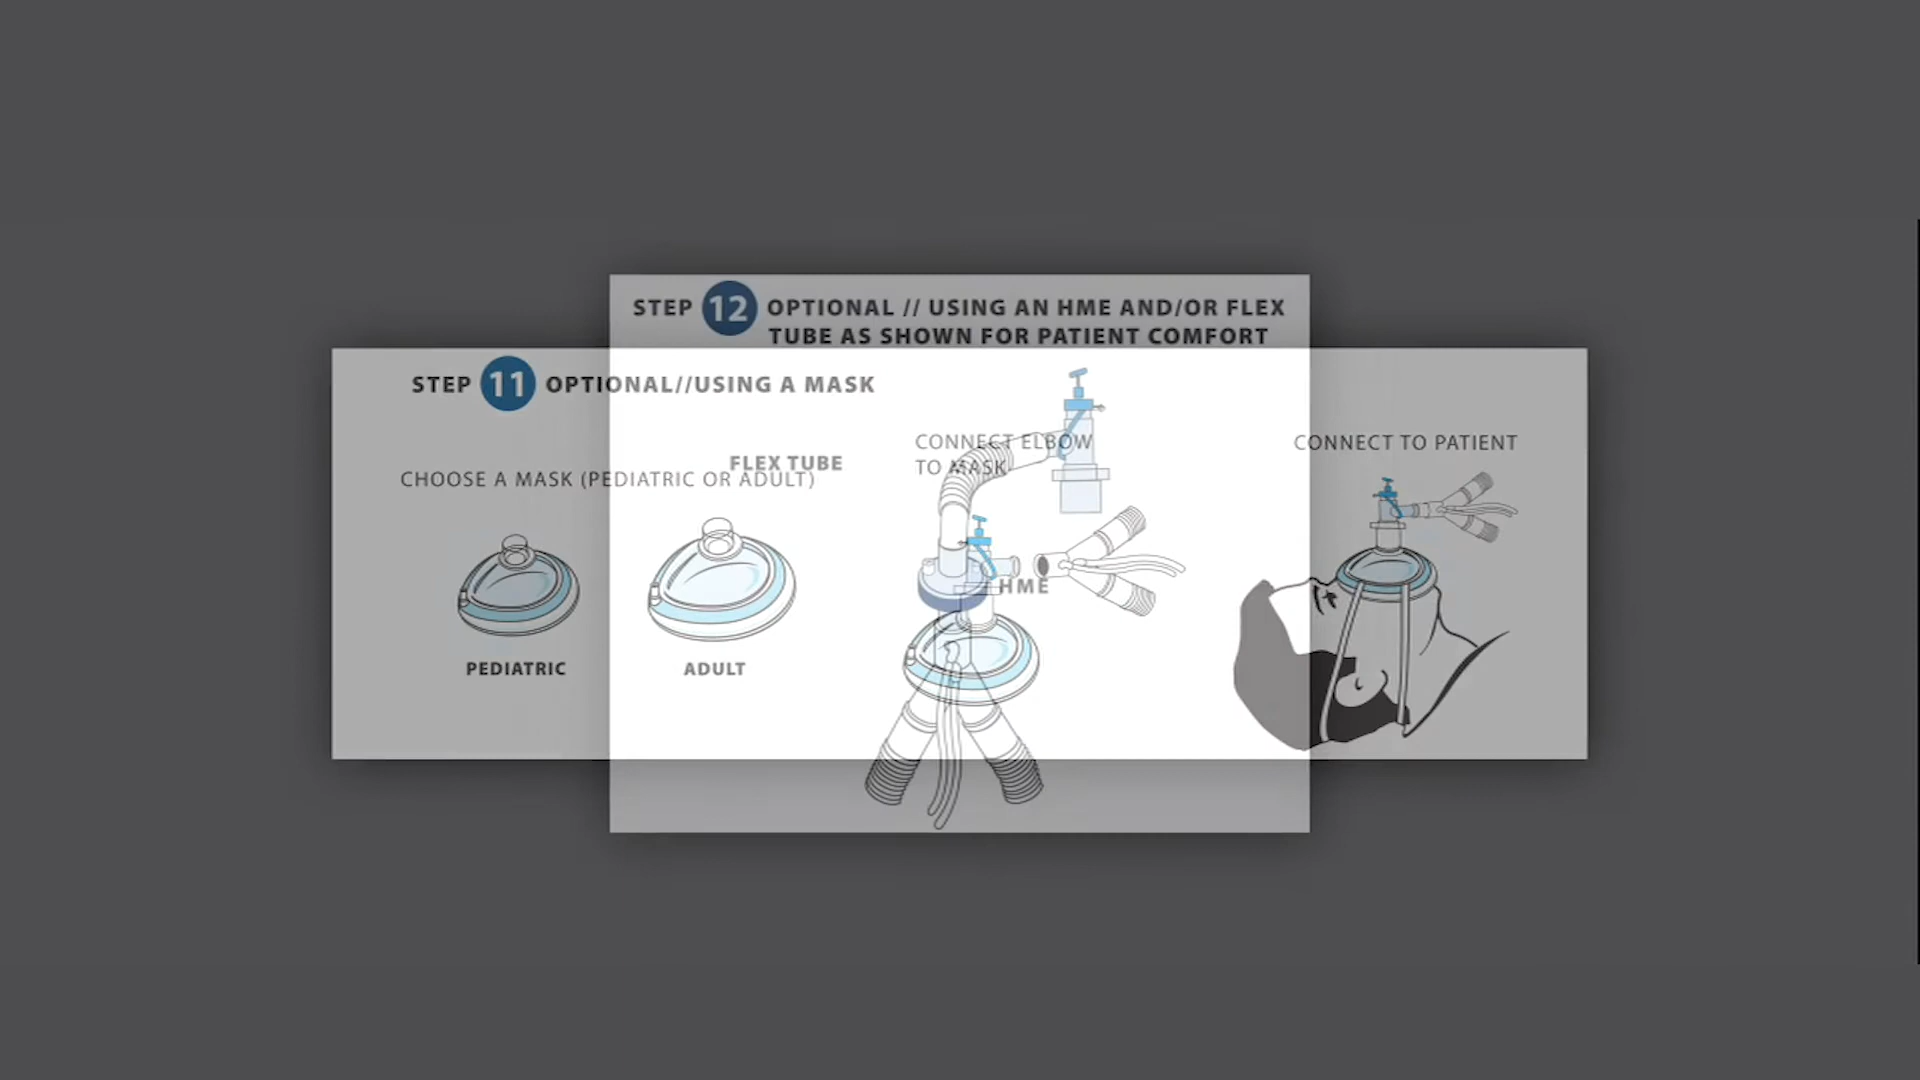 STEP 12 OPTIONAL // USING AN HME AND/OR FLEX
TUBE AS SHOWN FOR PATIENT COMFORT
STEP 11 OPTIONAL//USING A MASK
FLEX TUBE
CHOOSE A MASK (PEDIATRIC OR ADULT)
CONNECT ELBOW
TO MASK
CONNECT TO PATIENT
HME
PEDIATRIC
ADULT